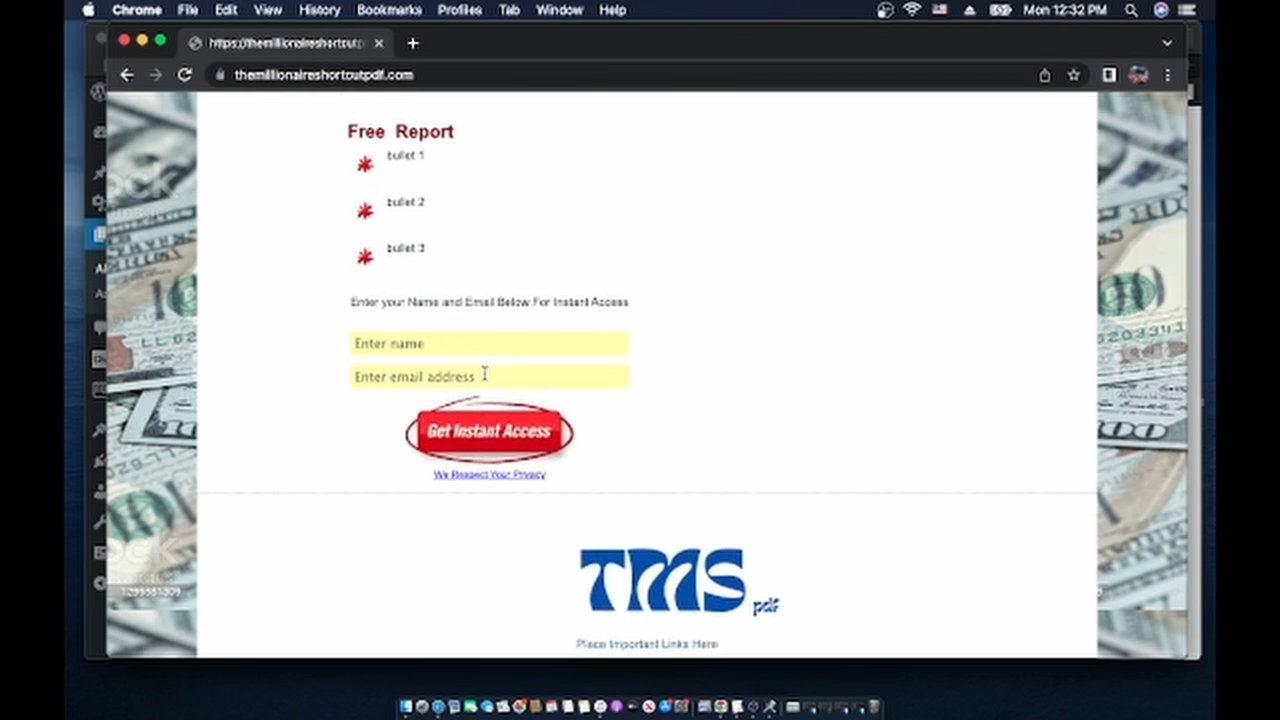 Chrome File Edit View History Bookmarks Profiles Tab Window Help Mon 12:32 PM
https://themillionaireshortcutp
themillionaireshortcutpdf.com
Free Report
bullet 1
bullet 2
bullet 3
Enter your Name and Email Below For Instant Access
Enter name
Enter email address
Get Instant Access
We Respect Your Privacy
TMS
pdf
Place Important Links Here